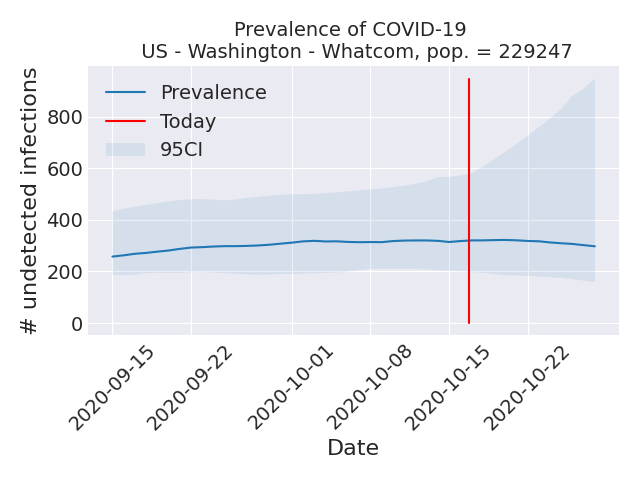 Prevalence of COVID-19
US - Washington - Whatcom, pop. = 229247
# undetected infections
800
600
400
200
0
Prevalence
Today
95CI
2020-09-15
2020-09-22
2020-10-01
2020-10-08
2020-10-15
2020-10-22
Date